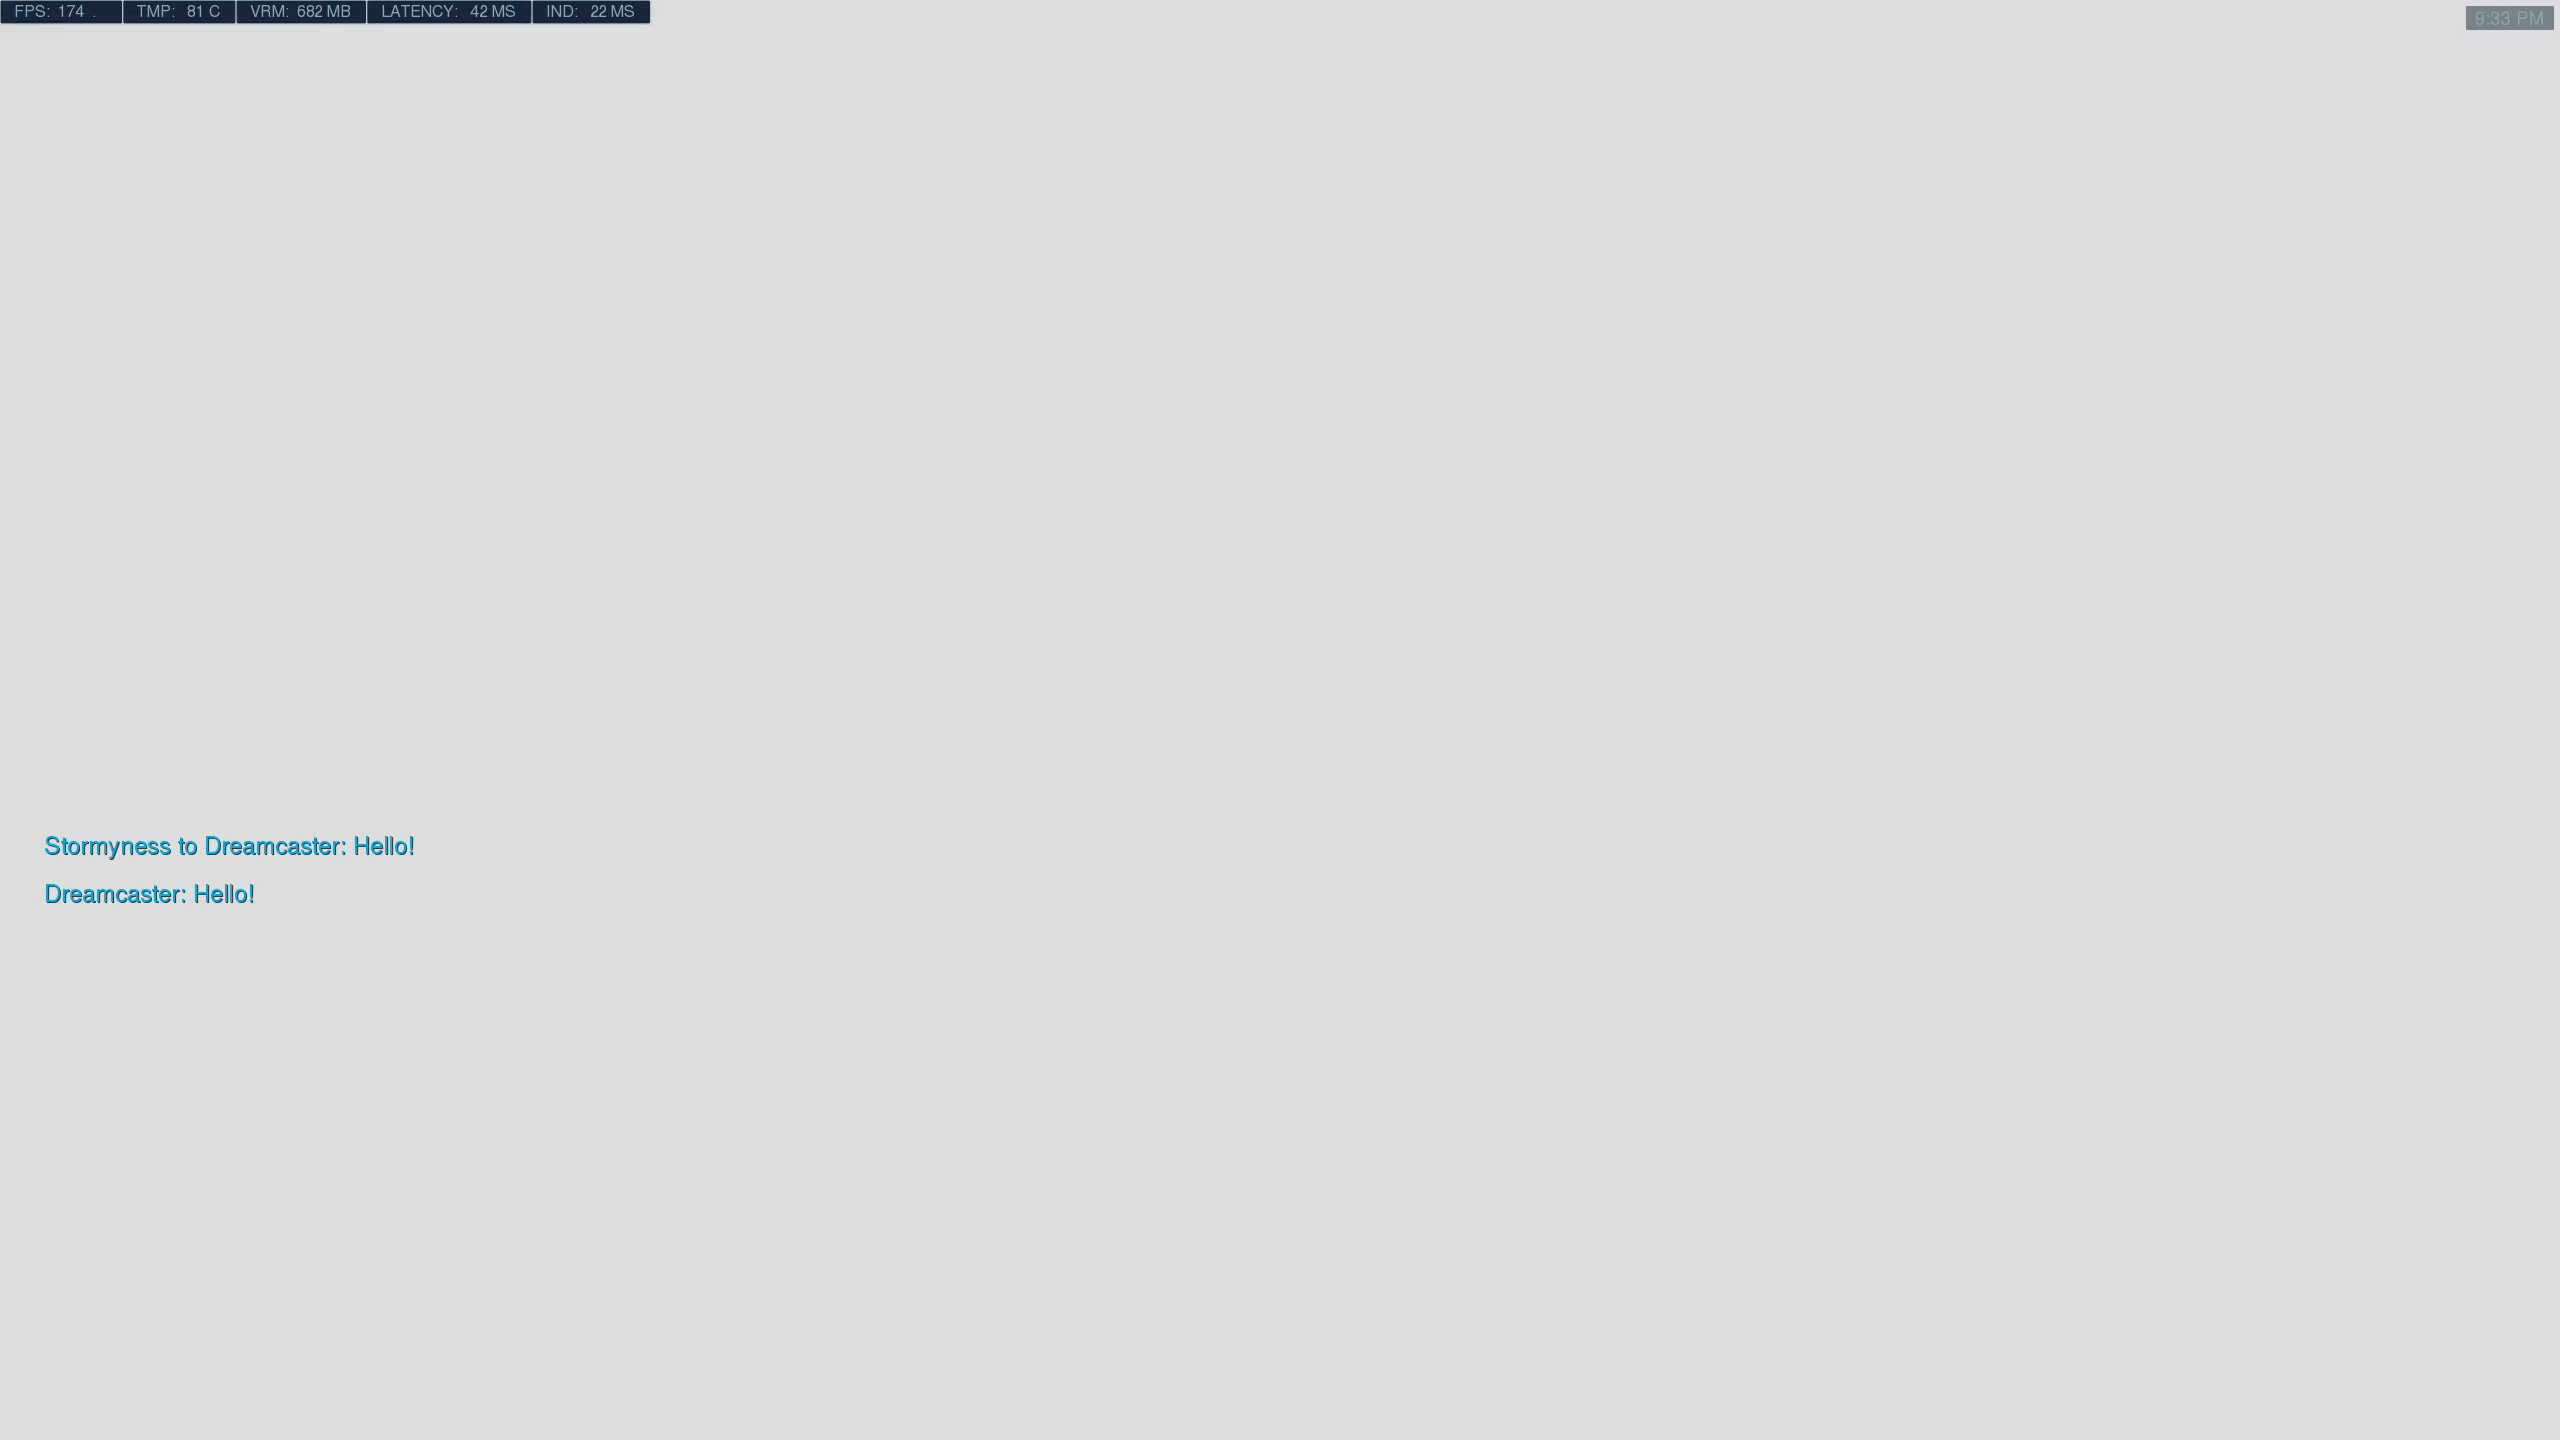 FPS: 174 . TMP: 81 C VRM: 682 MB LATENCY: 42 MS IND: 22 MS
9:33 PM
Stormyness to Dreamcaster: Hello!
Dreamcaster: Hello!